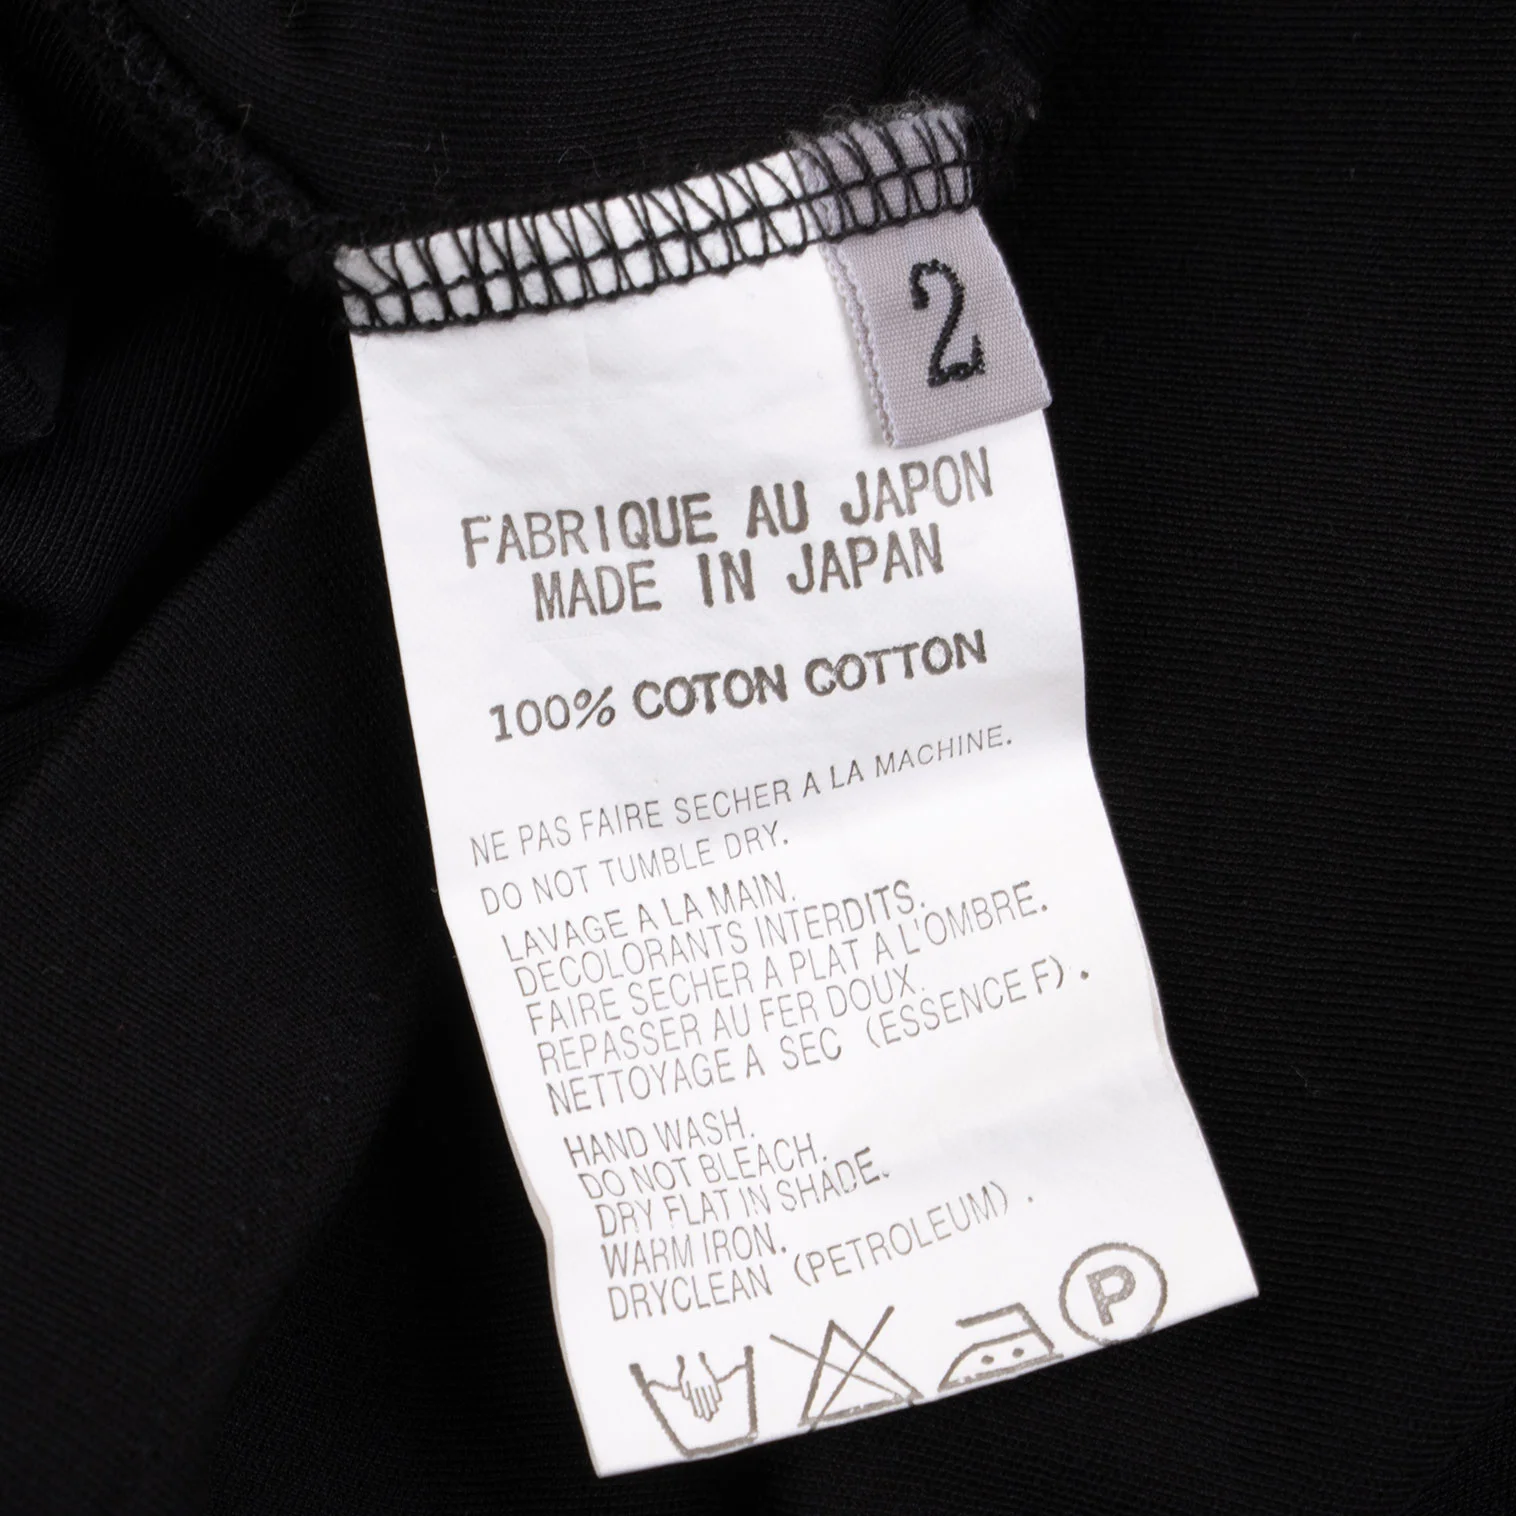 2
FABRIQUE AU JAPON
MADE IN JAPAN
100% COTON COTTON
NE PAS FAIRE SECHER A LA MACHINE.
DO NOT TUMBLE DRY.
LAVAGE A LA MAIN.
DECOLORANTS INTERDITS.
FAIRE SECHER A PLAT A L'OMBRE.
REPASSER AU FER DOUX.
NETTOYAGE A SEC (ESSENCE F).
HAND WASH.
DO NOT BLEACH.
DRY FLAT IN SHADE.
WARM IRON.
DRYCLEAN (PETROLEUM).
P